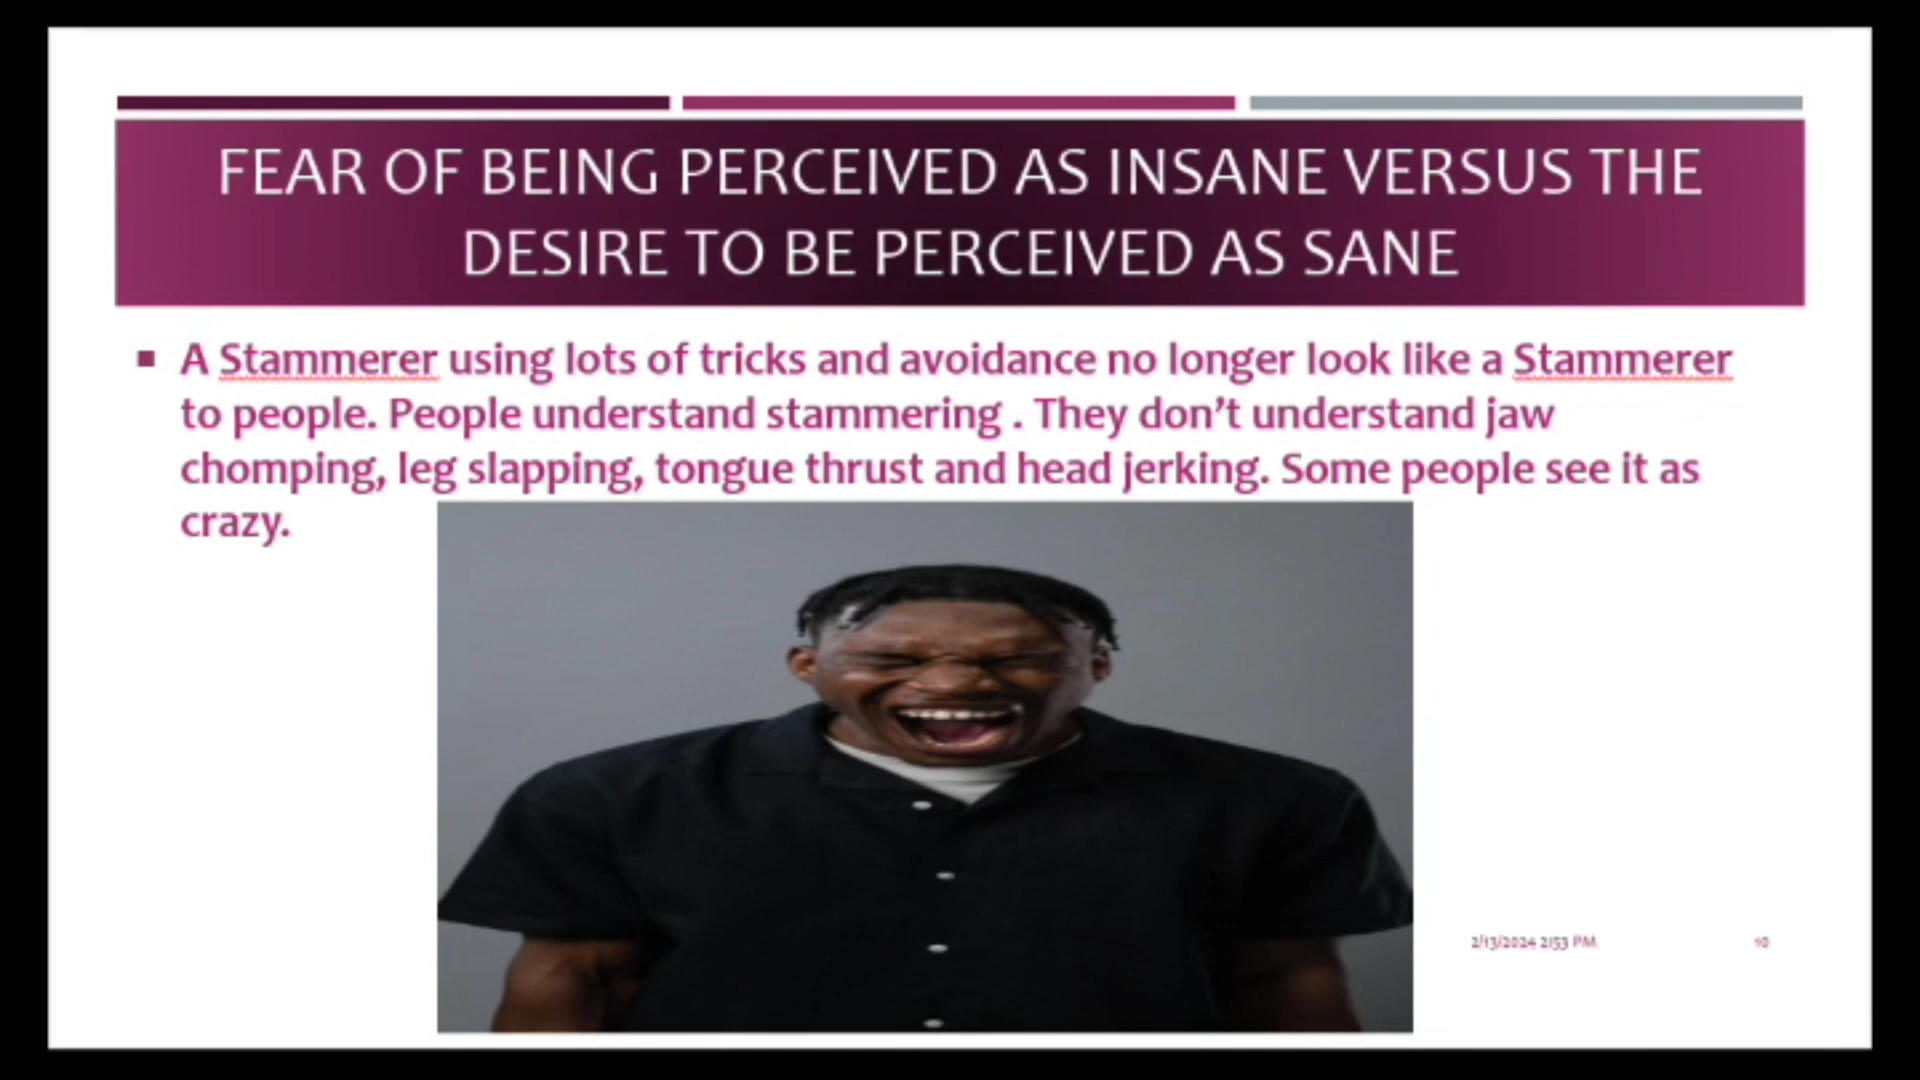 FEAR OF BEING PERCEIVED AS INSANE VERSUS THE
DESIRE TO BE PERCEIVED AS SANE
A Stammerer using lots of tricks and avoidance no longer look like a Stammerer
to people. People understand stammering . They don’t understand jaw
chomping, leg slapping, tongue thrust and head jerking. Some people see it as
crazy.
2/13/2024 2:53 PM
10